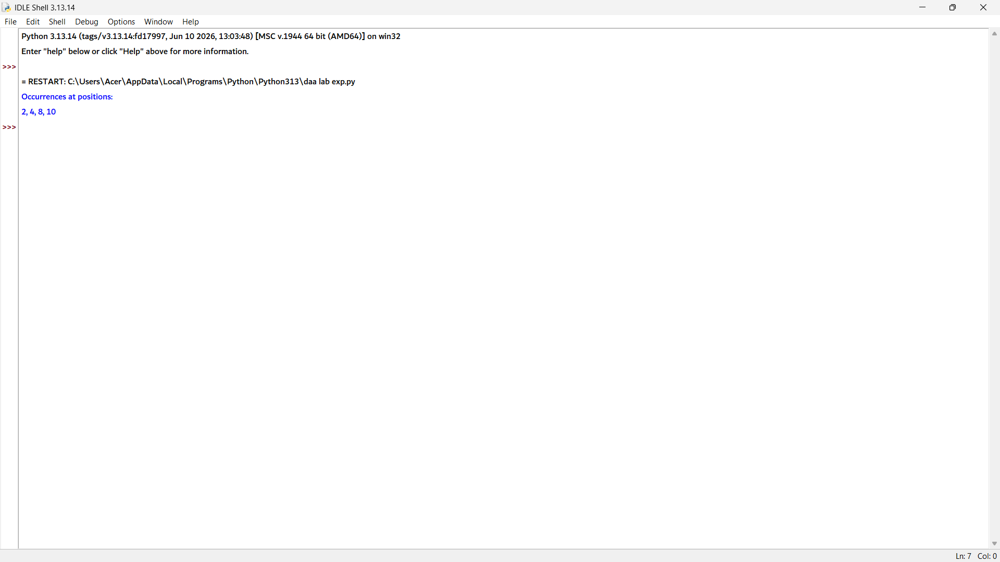 IDLE Shell 3.13.14
File Edit Shell Debug Options Window Help
Python 3.13.14 (tags/v3.13.14:fd17997, Jun 10 2026, 13:03:48) [MSC v.1944 64 bit (AMD64)] on win32
Enter "help" below or click "Help" above for more information.
>>>
= RESTART: C:\Users\Acer\AppData\Local\Programs\Python\Python313\daa lab exp.py
Occurrences at positions:
2, 4, 8, 10
>>>
Ln: 7 Col: 0